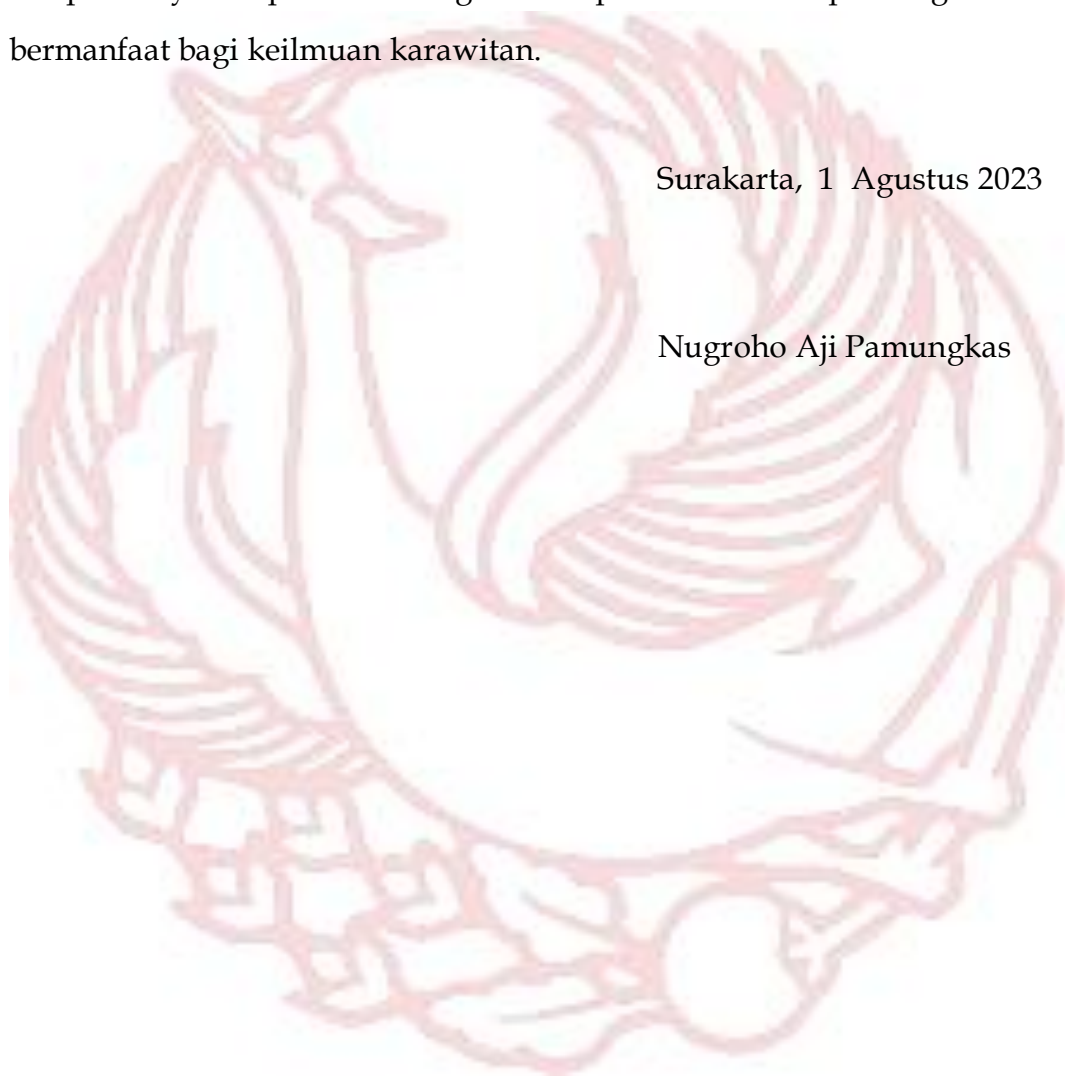 bermanfaat bagi keilmuan karawitan.
Surakarta, 1 Agustus 2023
Nugroho Aji Pamungkas